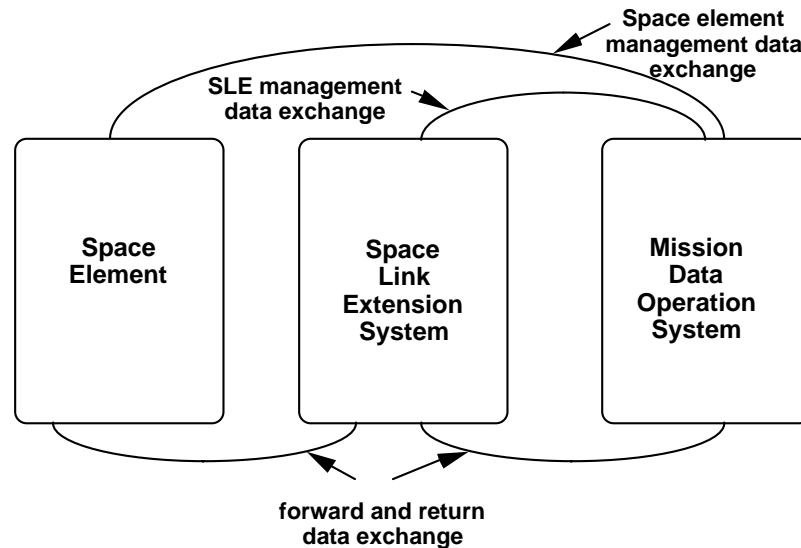 Space element
management data
exchange
SLE management
data exchange
Space
Element
Space
Link
Extension
System
Mission
Data
Operation
System
forward and return
data exchange